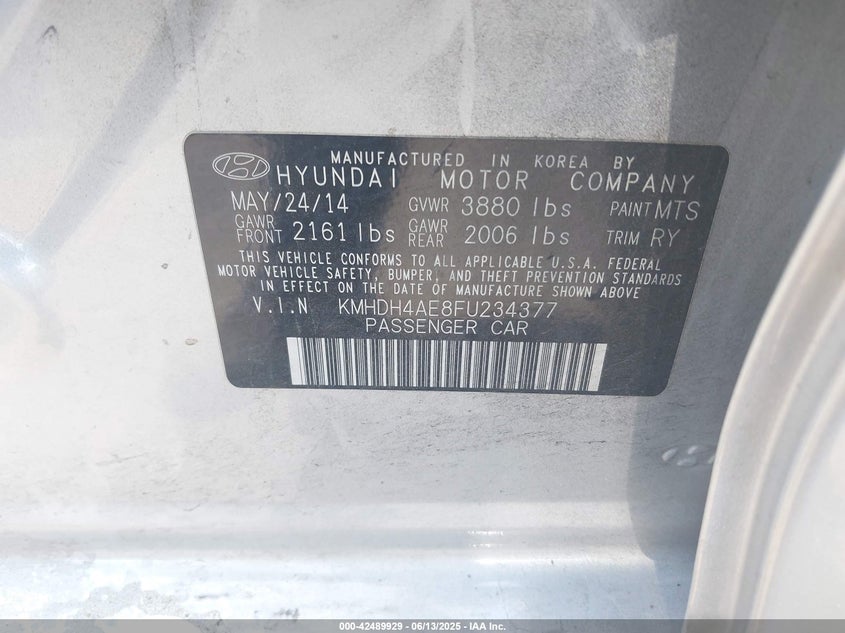 MANUFACTURED IN KOREA BY
HYUNDAI MOTOR COMPANY
MAY/24/14 GVWR 3880 lbs PAINT MTS
GAWR FRONT 2161 lbs GAWR REAR 2006 lbs TRIM RY
THIS VEHICLE CONFORMS TO ALL APPLICABLE U.S.A. FEDERAL
MOTOR VEHICLE SAFETY, BUMPER, AND THEFT PREVENTION STANDARDS
IN EFFECT ON THE DATE OF MANUFACTURE SHOWN ABOVE
V.I.N KMHDH4AE8FU234377
PASSENGER CAR
000-42489929 - 06/13/2025 - IAA Inc.